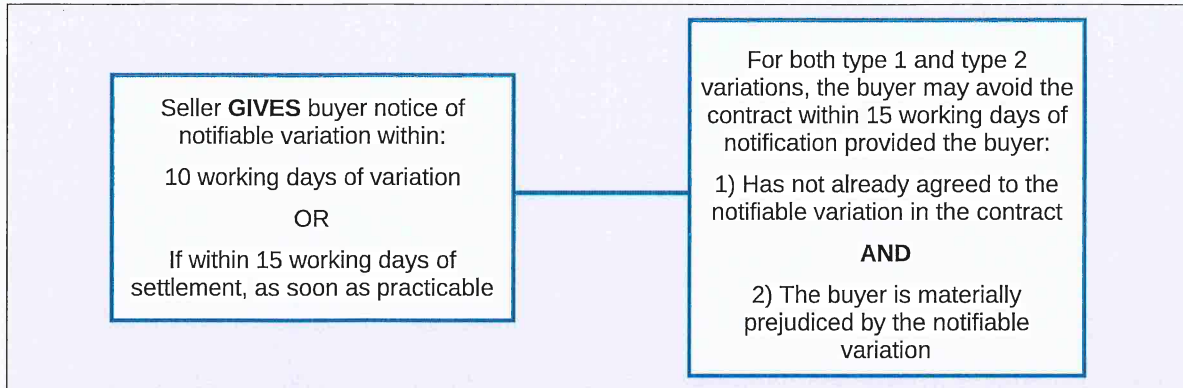 Seller GIVES buyer notice of
notifiable variation within:
10 working days of variation
OR
If within 15 working days of
settlement, as soon as practicable
For both type 1 and type 2
variations, the buyer may avoid the
contract within 15 working days of
notification provided the buyer:
1) Has not already agreed to the
notifiable variation in the contract
AND
2) The buyer is materially
prejudiced by the notifiable
variation